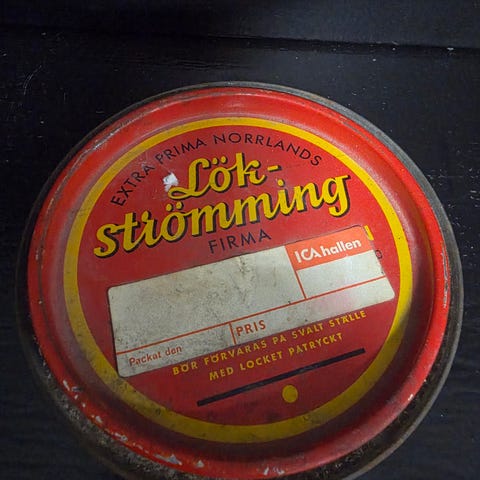 EXTRA PRIMA NORRLANDS
Lök-
strömming
FIRMA
ICA hallen
PRIS
Packat den
BÖR FÖRVARAS PÅ SVALT STÄLLE
MED LOCKET PÅTRYCKT